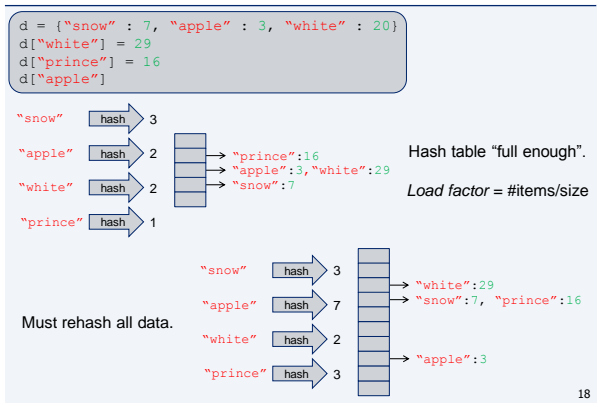 d = {“snow” : 7, “apple” : 3, “white” : 20}
d[“white”] = 29
d[“prince”] = 16
d[“apple”]
“snow” hash 3
“apple” hash 2
“white” hash 2
“prince” hash 1
“prince”:16
“apple”:3,“white”:29
“snow”:7
Hash table “full enough”.
Load factor = #items/size
Must rehash all data.
“snow” hash 3
“apple” hash 7
“white” hash 2
“prince” hash 3
“white”:29
“snow”:7, “prince”:16
“apple”:3
18